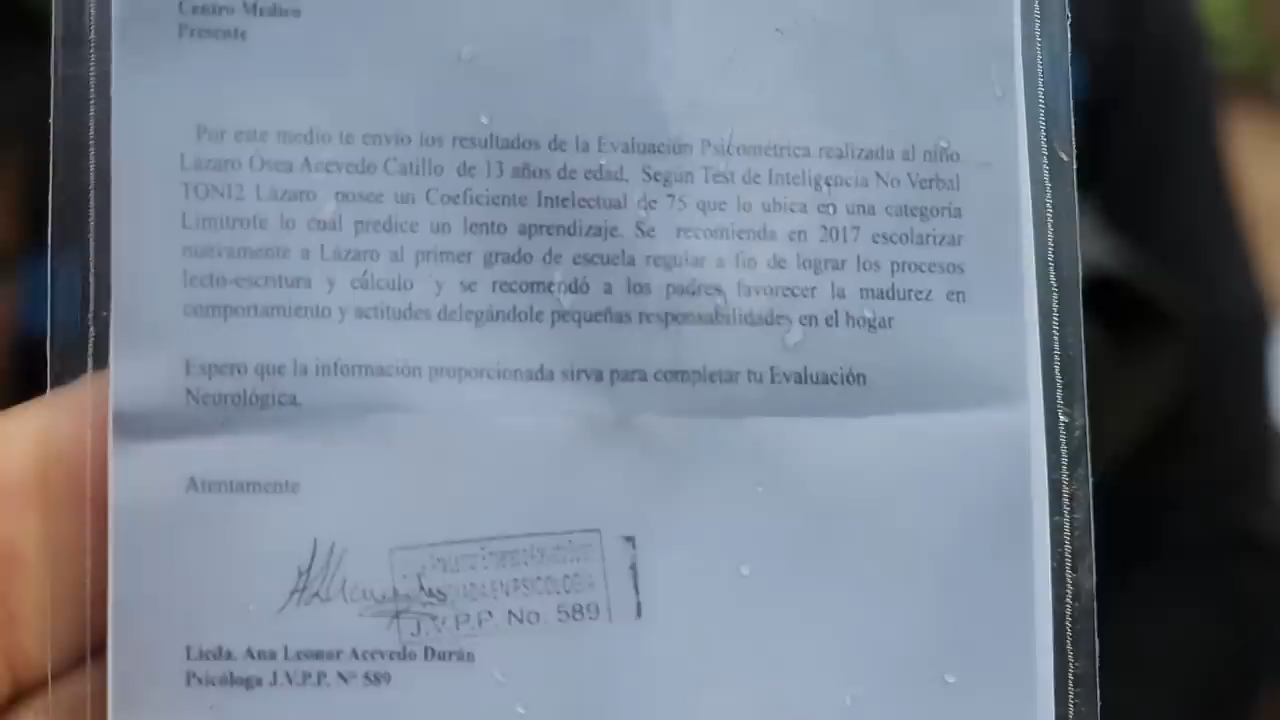 Centro Medico
Presente
Por este medio te envío los resultados de la Evaluación Psicométrica realizada al niño
Lázaro Osea Acevedo Catillo de 13 años de edad. Según Test de Inteligencia No Verbal
TONI2 Lázaro posee un Coeficiente Intelectual de 75 que lo ubica en una categoría
Limítrofe lo cuál predice un lento aprendizaje. Se recomienda en 2017 escolarizar
nuevamente a Lázaro al primer grado de escuela regular a fin de lograr los procesos
lecto-escritura y cálculo y se recomendó a los padres favorecer la madurez en
comportamiento y actitudes delegándole pequeñas responsabilidades en el hogar
Espero que la información proporcionada sirva para completar tu Evaluación
Neurológica.
Atentamente
EN PSICOLOGIA
J.V.P.P. No. 589
Licda. Ana Leonor Acevedo Durán
Psicóloga J.V.P.P. N° 589